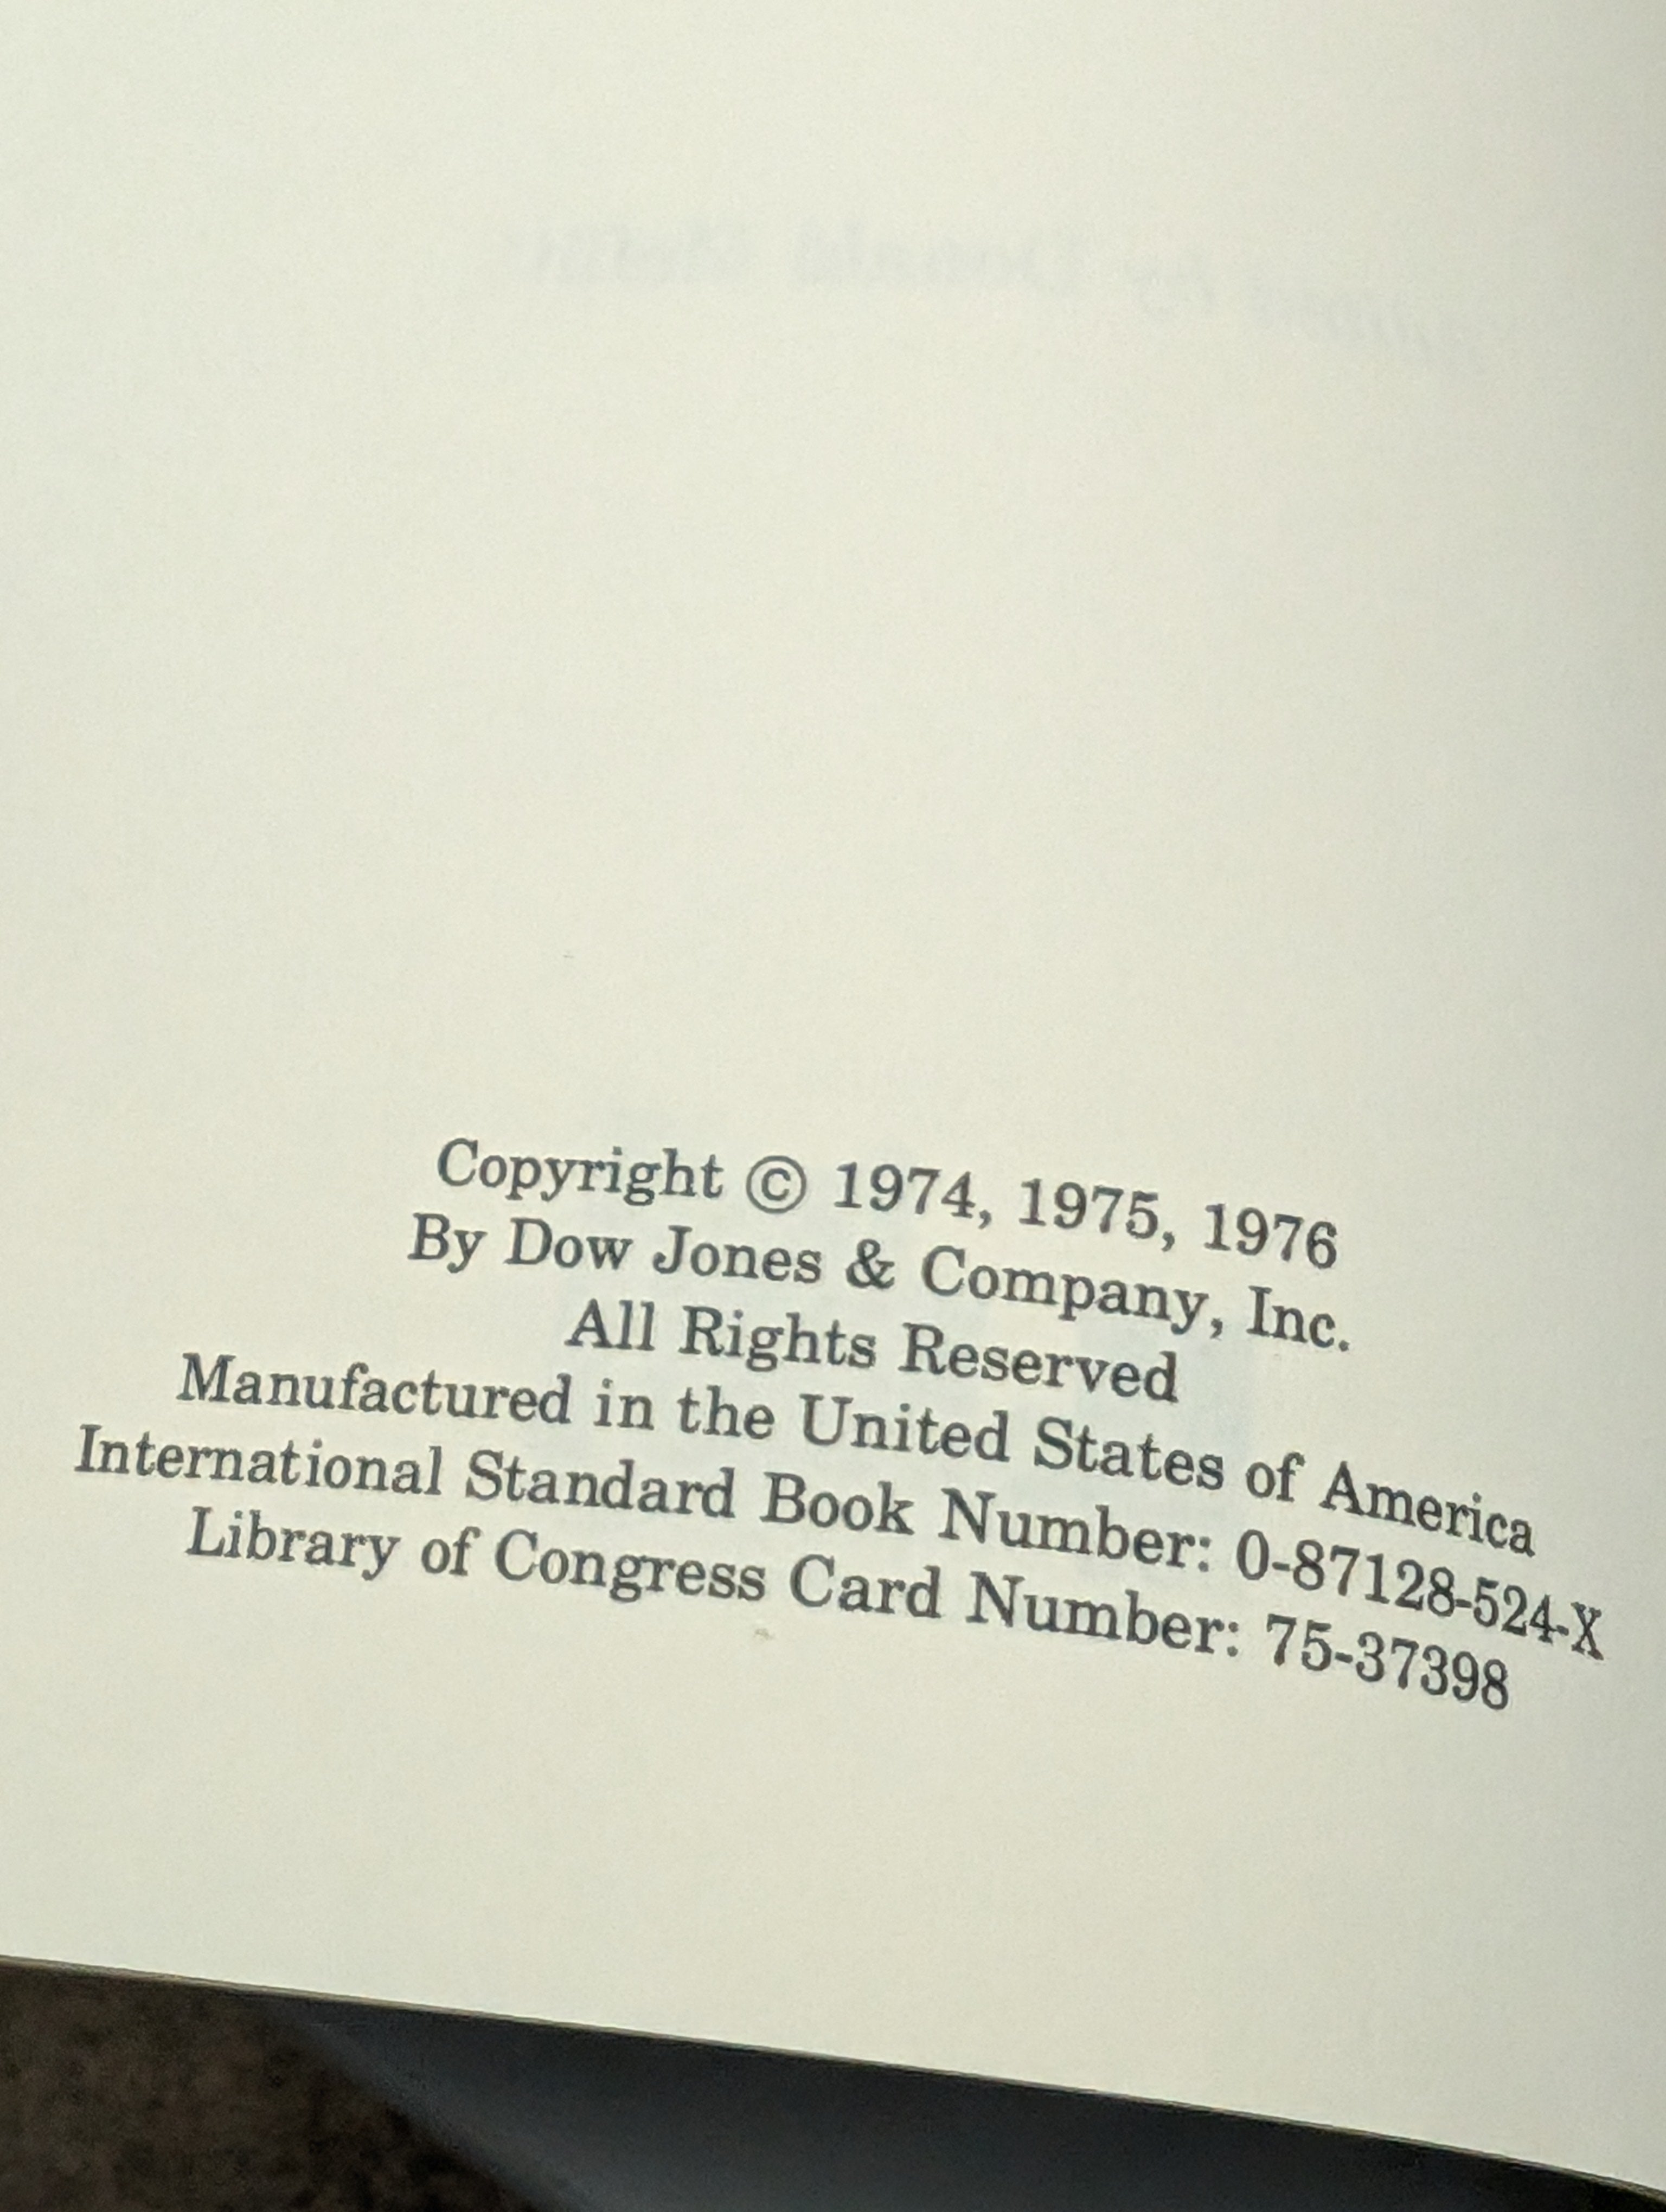 Copyright © 1974, 1975, 1976
By Dow Jones & Company, Inc.
All Rights Reserved
Manufactured in the United States of America
International Standard Book Number: 0-87128-524-X
Library of Congress Card Number: 75-37398